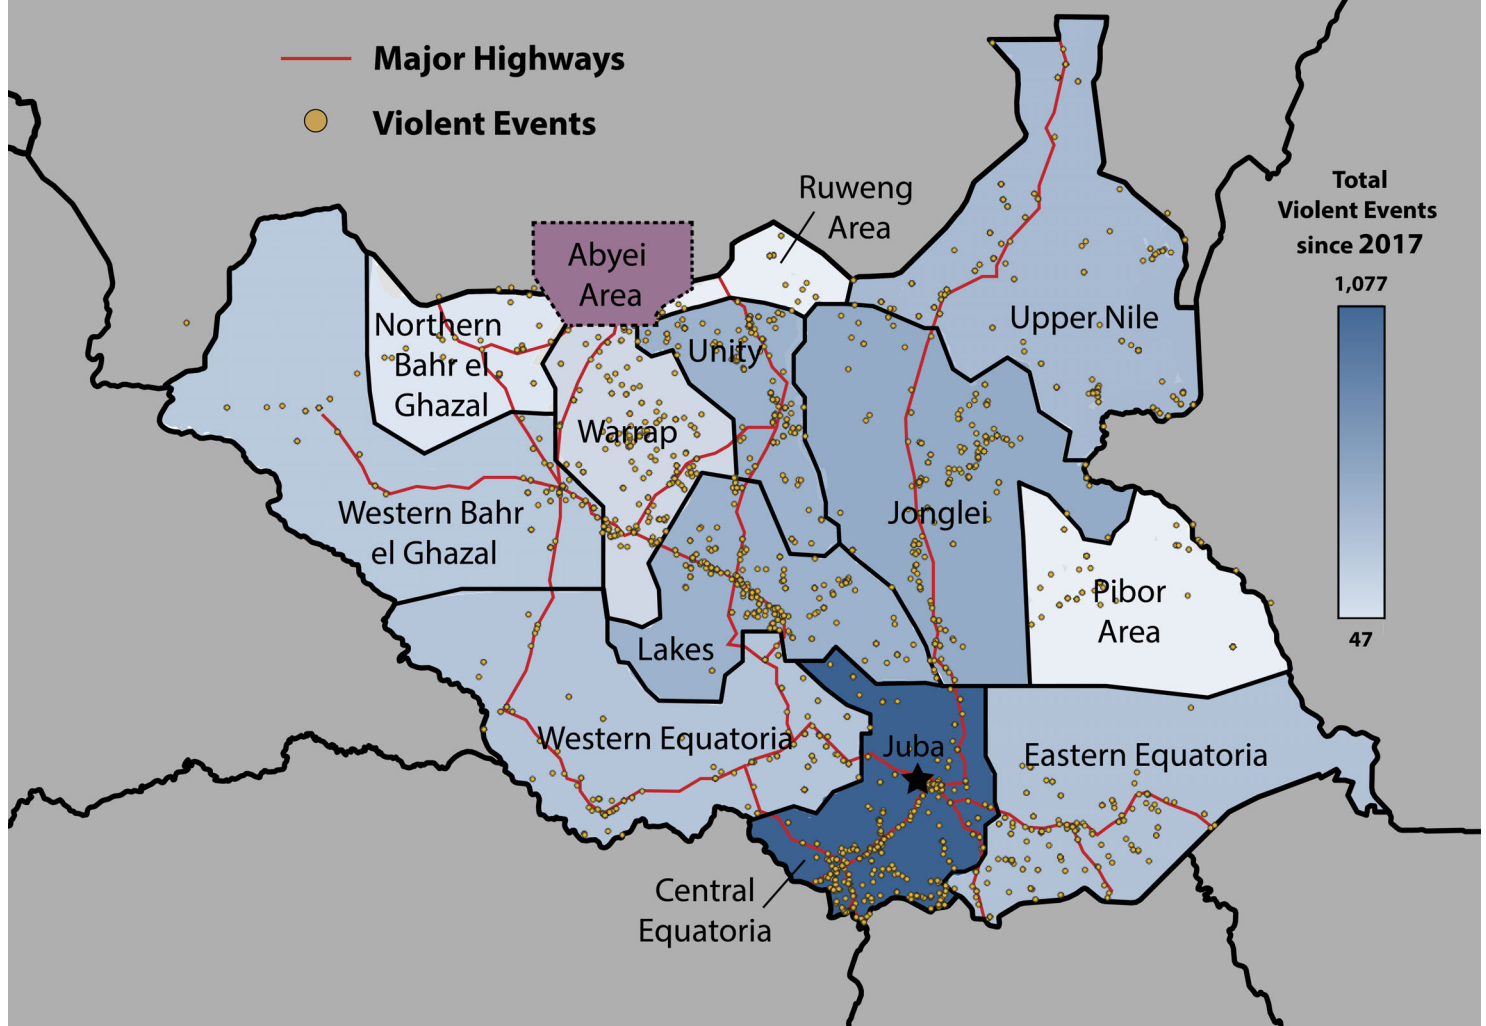 Major Highways
Violent Events
Ruweng
Area
Abyei
Area
Total
Violent Events
since 2017
1,077
47
Northern
Bahr el
Ghazal
Unity
Upper Nile
Warrap
Western Bahr
el Ghazal
Jonglei
Pibor
Area
Lakes
Western Equatoria
Juba
Eastern Equatoria
Central
Equatoria